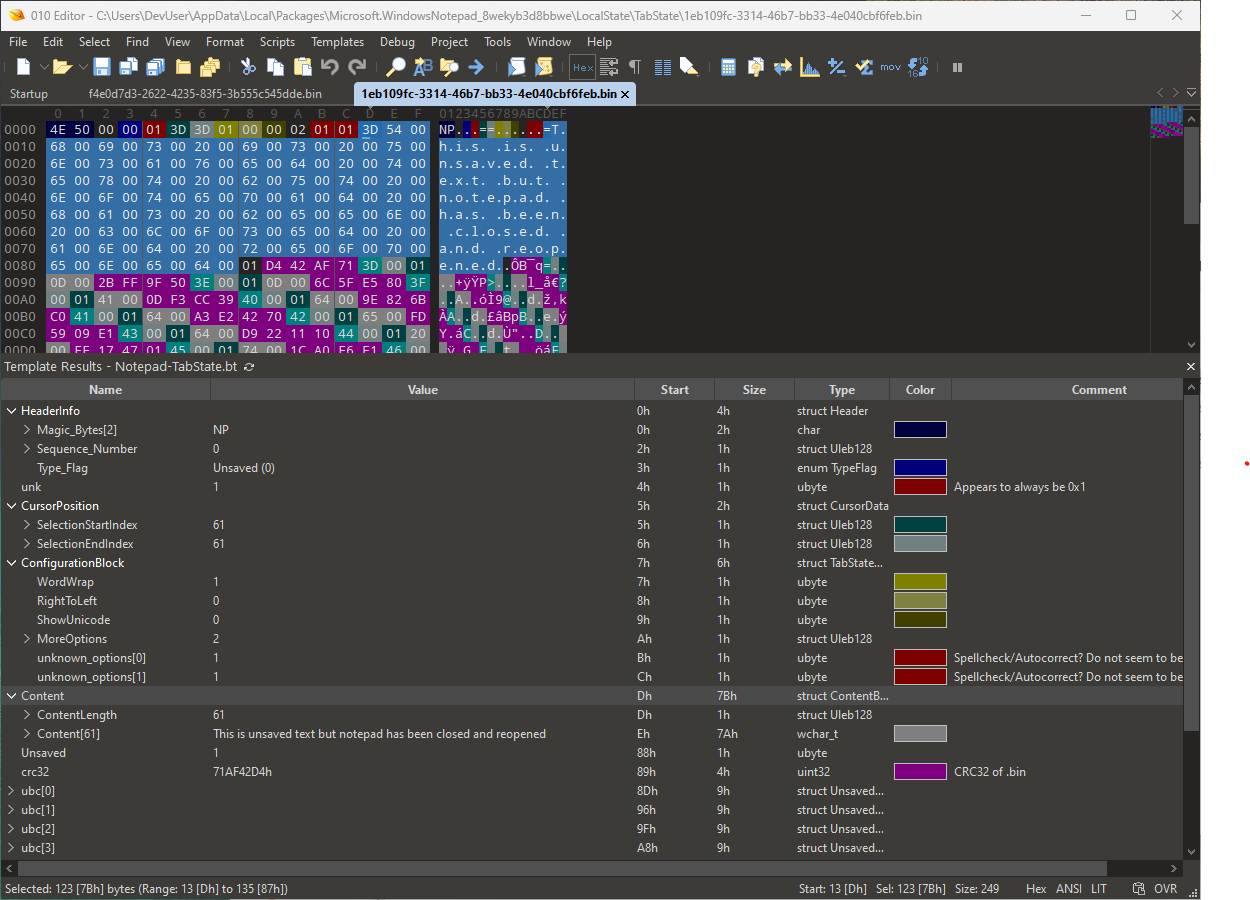 010 Editor - C:\Users\DevUser\AppData\Local\Packages\Microsoft.WindowsNotepad_8wekyb3d8bbwe\LocalState\TabState\1eb109fc-3314-46b7-bb33-4e040cbf6feb.bin
File Edit Select Find View Format Scripts Templates Debug Project Tools Window Help
Hex mov
Startup f4e0d7d3-2622-4235-83f5-3b555c545dde.bin 1eb109fc-3314-46b7-bb33-4e040cbf6feb.bin ×
0 1 2 3 4 5 6 7 8 9 A B C D E F 0123456789ABCDEF
0000 4E 50 00 00 01 3D 3D 01 00 00 02 01 01 3D 54 00 NP...==......=T.
0010 68 00 69 00 73 00 20 00 69 00 73 00 20 00 75 00 h.i.s. .i.s. .u.
0020 6E 00 73 00 61 00 76 00 65 00 64 00 20 00 74 00 n.s.a.v.e.d. .t.
0030 65 00 78 00 74 00 20 00 62 00 75 00 74 00 20 00 e.x.t. .b.u.t. .
0040 6E 00 6F 00 74 00 65 00 70 00 61 00 64 00 20 00 n.o.t.e.p.a.d. .
0050 68 00 61 00 73 00 20 00 62 00 65 00 65 00 6E 00 h.a.s. .b.e.e.n.
0060 20 00 63 00 6C 00 6F 00 73 00 65 00 64 00 20 00 .c.l.o.s.e.d. .
0070 61 00 6E 00 64 00 20 00 72 00 65 00 6F 00 70 00 a.n.d. .r.e.o.p.
0080 65 00 6E 00 65 00 64 00 01 D4 42 AF 71 3D 00 01 e.n.e.d..ÔB¯q=..
0090 0D 00 2B FF 9F 50 3E 00 01 0D 00 6C 5F E5 80 3F ..+ÿŸP>....l_å€?
00A0 00 01 41 00 0D F3 CC 39 40 00 01 64 00 9E 82 6B ..A..óÌ9@..d.ž‚k
00B0 C0 41 00 01 64 00 A3 E2 42 70 42 00 01 65 00 FD ÀA..d.£âBpB..e.ý
00C0 59 09 E1 43 00 01 64 00 D9 22 11 10 44 00 01 20 Y.áC..d.Ù"..D..
Template Results - Notepad-TabState.bt
Name Value Start Size Type Color Comment
HeaderInfo 0h 4h struct Header
Magic_Bytes[2] NP 0h 2h char
Sequence_Number 0 2h 1h struct Uleb128
Type_Flag Unsaved (0) 3h 1h enum TypeFlag
unk 1 4h 1h ubyte Appears to always be 0x1
CursorPosition 5h 2h struct CursorData
SelectionStartIndex 61 5h 1h struct Uleb128
SelectionEndIndex 61 6h 1h struct Uleb128
ConfigurationBlock 7h 6h struct TabState...
WordWrap 1 7h 1h ubyte
RightToLeft 0 8h 1h ubyte
ShowUnicode 0 9h 1h ubyte
MoreOptions 2 Ah 1h struct Uleb128
unknown_options[0] 1 Bh 1h ubyte Spellcheck/Autocorrect? Do not seem to be
unknown_options[1] 1 Ch 1h ubyte Spellcheck/Autocorrect? Do not seem to be
Content Dh 7Bh struct ContentB...
ContentLength 61 Dh 1h struct Uleb128
Content[61] This is unsaved text but notepad has been closed and reopened Eh 7Ah wchar_t
Unsaved 1 88h 1h ubyte
crc32 71AF42D4h 89h 4h uint32 CRC32 of .bin
ubc[0] 8Dh 9h struct Unsaved...
ubc[1] 96h 9h struct Unsaved...
ubc[2] 9Fh 9h struct Unsaved...
ubc[3] A8h 9h struct Unsaved...
Selected: 123 [7Bh] bytes (Range: 13 [Dh] to 135 [87h]) Start: 13 [Dh] Sel: 123 [7Bh] Size: 249 Hex ANSI LIT OVR